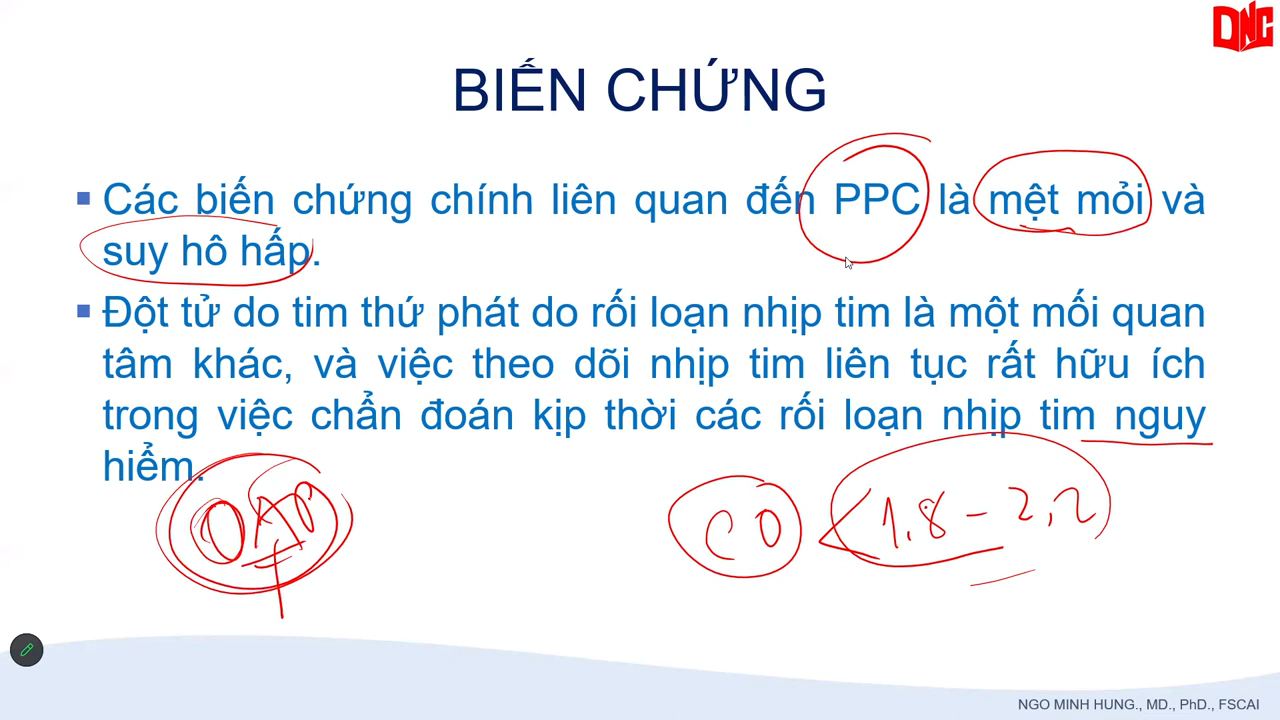 DNC
BIẾN CHỨNG
▪ Các biến chứng chính liên quan đến PPC là mệt mỏi và
suy hô hấp.
▪ Đột tử do tim thứ phát do rối loạn nhịp tim là một mối quan
tâm khác, và việc theo dõi nhịp tim liên tục rất hữu ích
trong việc chẩn đoán kịp thời các rối loạn nhịp tim nguy
hiểm.
OAP
CO < 1,8 - 2,2
NGO MINH HUNG., MD., PhD., FSCAI